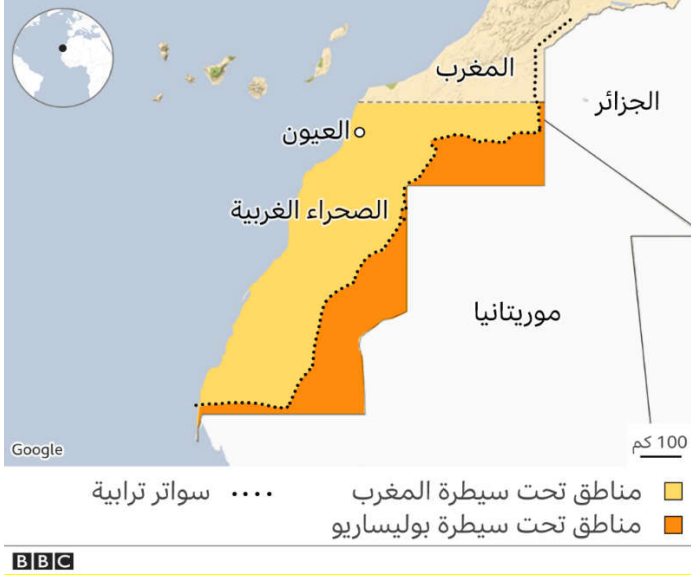 المغرب
الجزائر
العيون
الصحراء الغربية
موريتانيا
Google
100 كم
مناطق تحت سيطرة المغرب
سواتر ترابية
مناطق تحت سيطرة بوليساريو
BBC